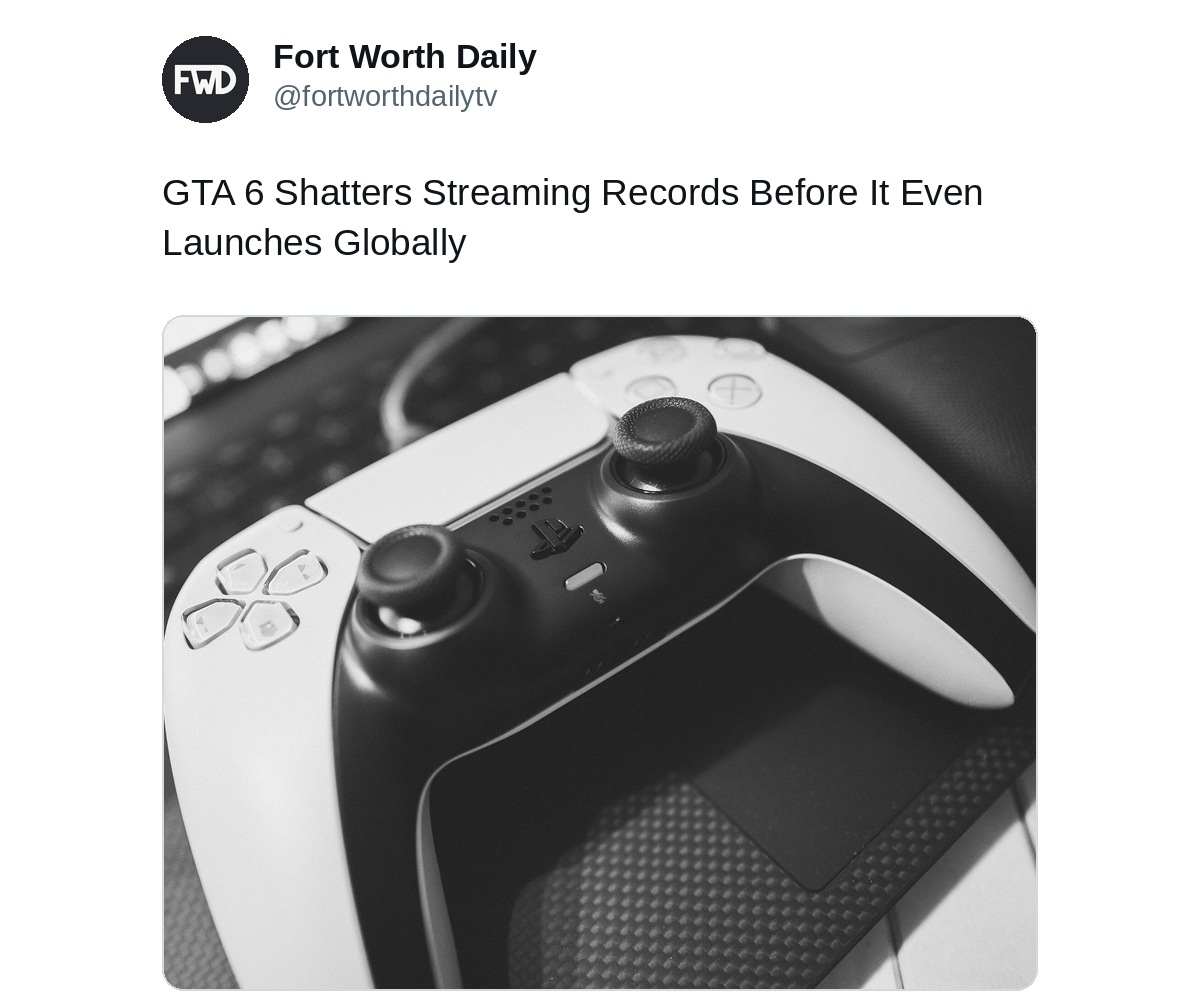 FWD
Fort Worth Daily
@fortworthdailytv
GTA 6 Shatters Streaming Records Before It Even
Launches Globally